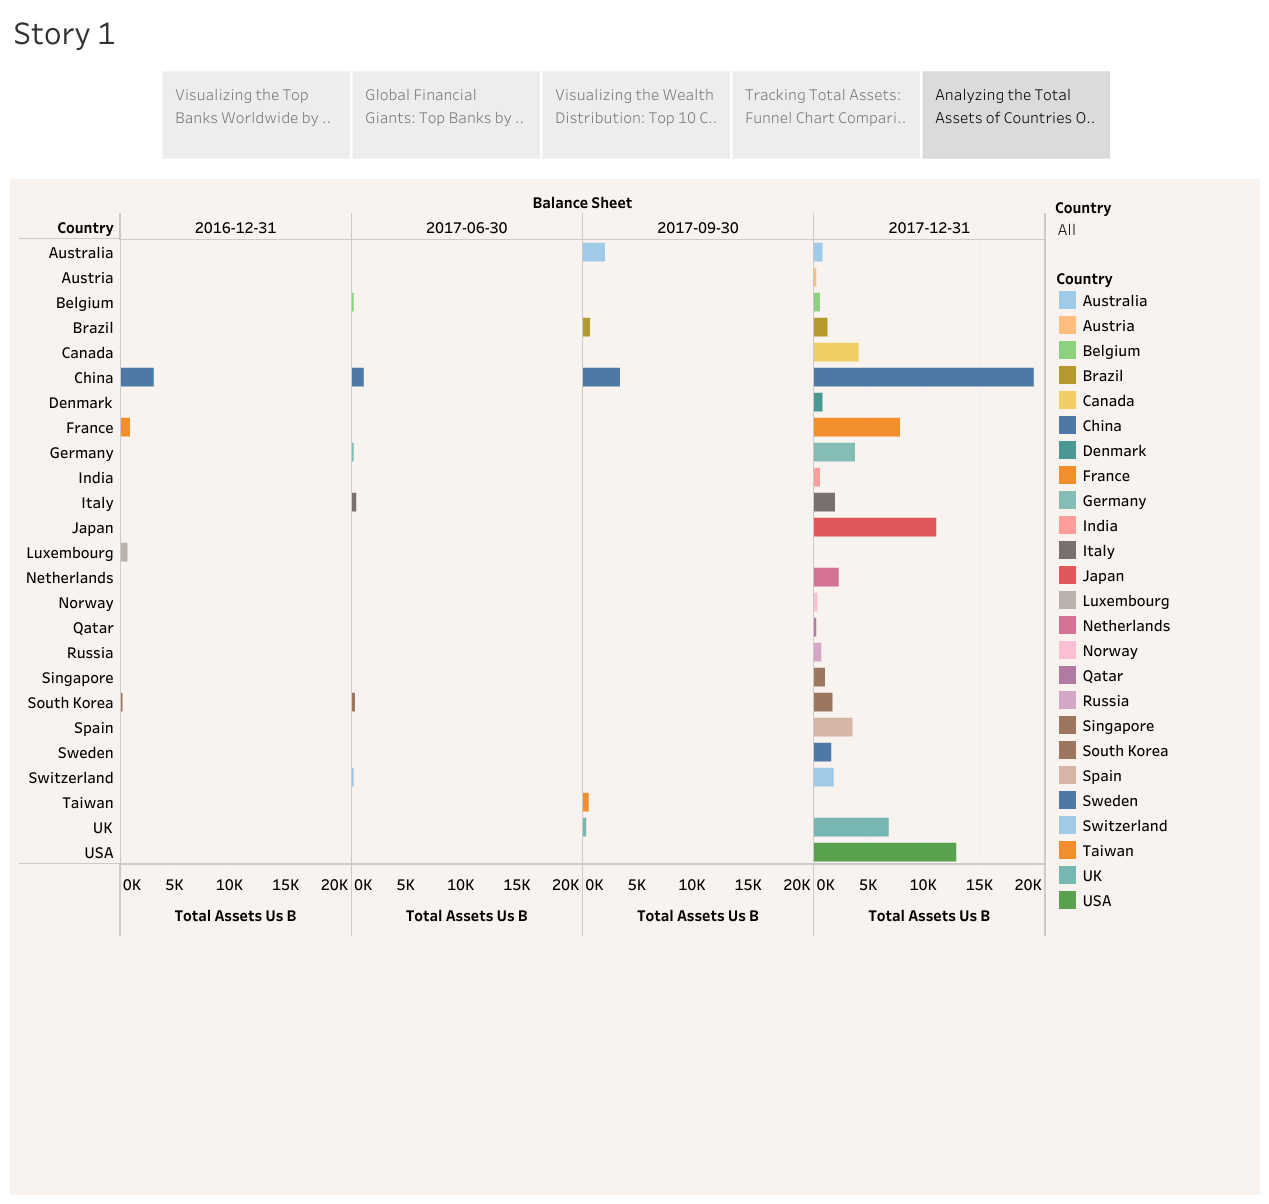 Story 1
Visualizing the Top
Banks Worldwide by ..
Global Financial
Giants: Top Banks by ..
Visualizing the Wealth
Distribution: Top 10 C..
Tracking Total Assets:
Funnel Chart Compari..
Analyzing the Total
Assets of Countries O..
Balance Sheet
Country 2016-12-31 2017-06-30 2017-09-30 2017-12-31
Australia
Austria
Belgium
Brazil
Canada
China
Denmark
France
Germany
India
Italy
Japan
Luxembourg
Netherlands
Norway
Qatar
Russia
Singapore
South Korea
Spain
Sweden
Switzerland
Taiwan
UK
USA
0K 5K 10K 15K 20K 0K 5K 10K 15K 20K 0K 5K 10K 15K 20K 0K 5K 10K 15K 20K
Total Assets Us B Total Assets Us B Total Assets Us B Total Assets Us B
Country
All
Country
Australia
Austria
Belgium
Brazil
Canada
China
Denmark
France
Germany
India
Italy
Japan
Luxembourg
Netherlands
Norway
Qatar
Russia
Singapore
South Korea
Spain
Sweden
Switzerland
Taiwan
UK
USA